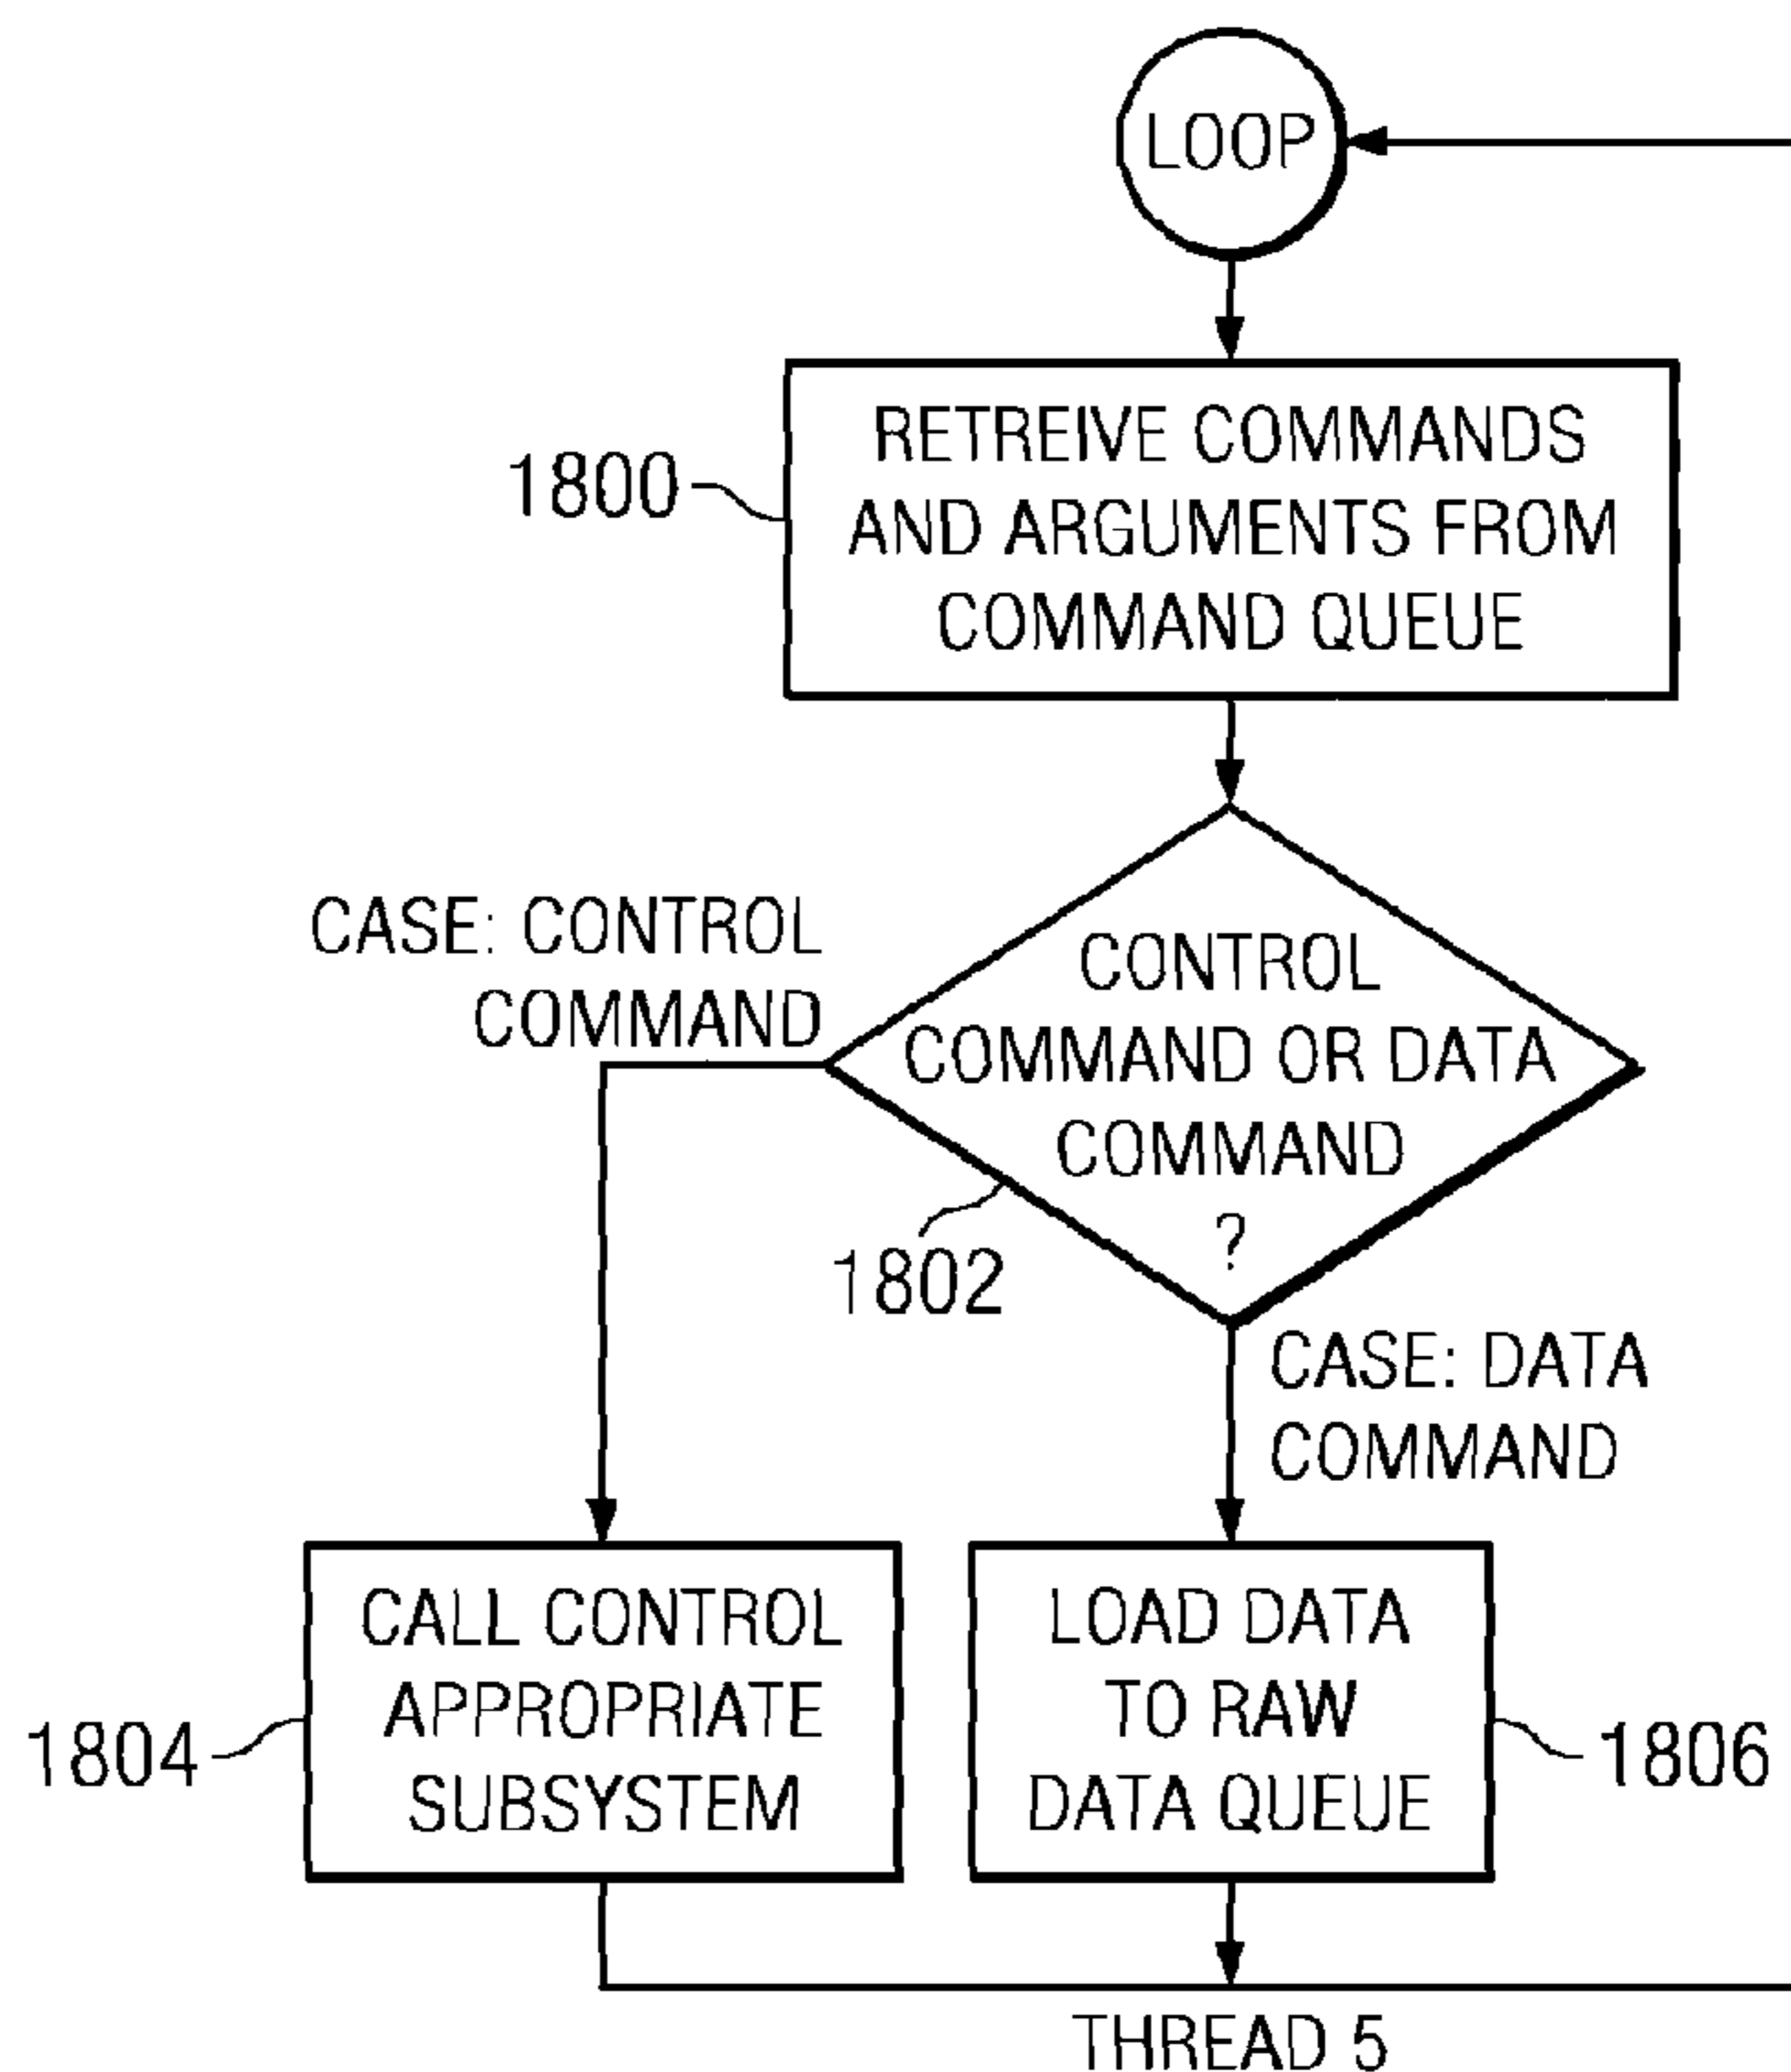 LOOP
RETREIVE COMMANDS
AND ARGUMENTS FROM
COMMAND QUEUE
1800
CASE: CONTROL
COMMAND
CONTROL
COMMAND OR DATA
COMMAND
?
1802
CASE: DATA
COMMAND
CALL CONTROL
APPROPRIATE
SUBSYSTEM
1804
LOAD DATA
TO RAW
DATA QUEUE
1806
THREAD 5